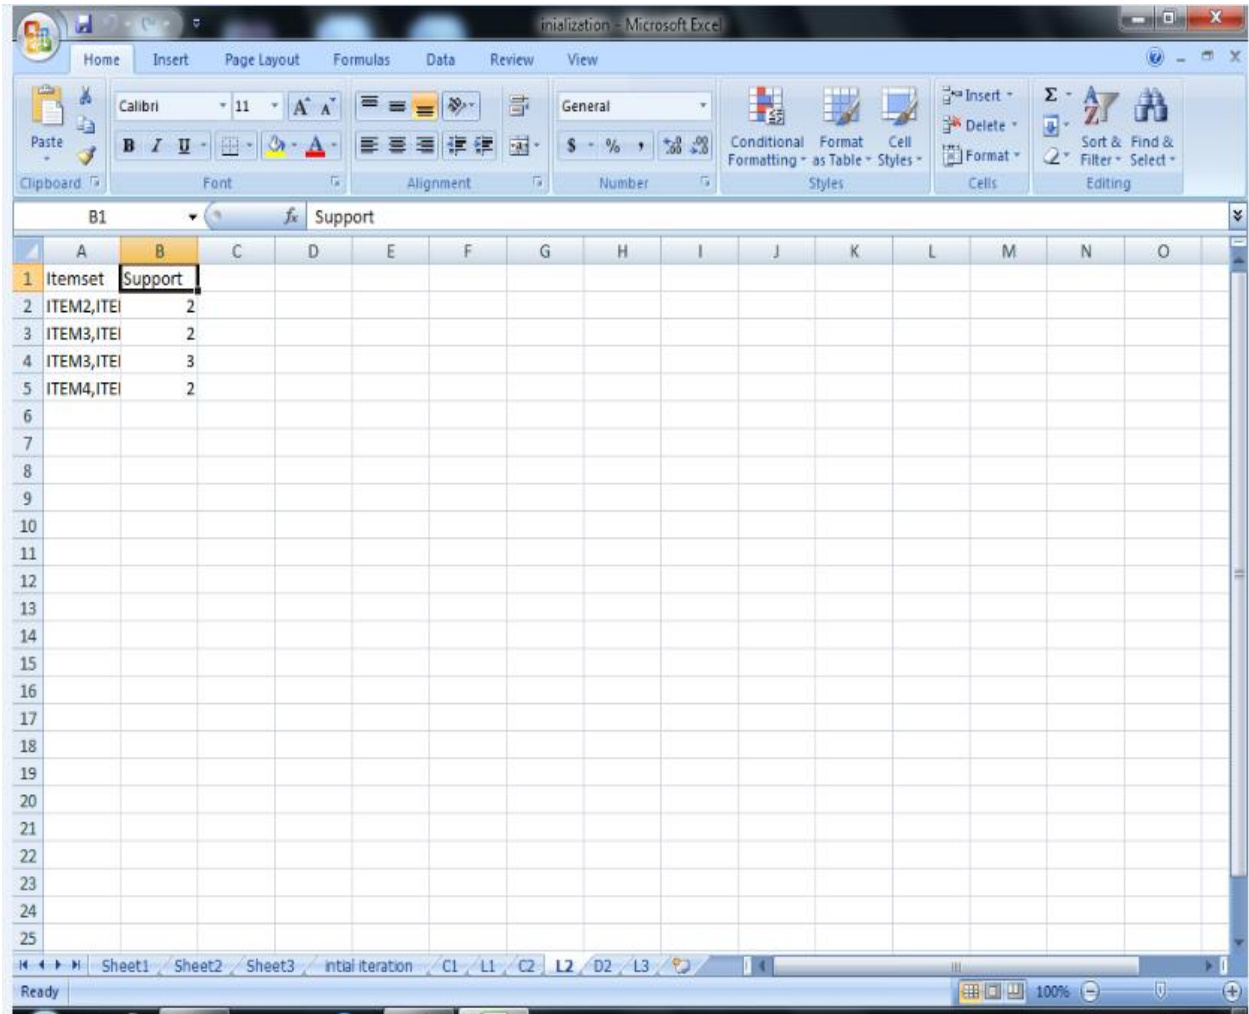 inialization - Microsoft Excel
Home Insert Page Layout Formulas Data Review View
Calibri 11 A A General Insert Σ
Paste B I U A $ % , Conditional Formatting Format as Table Cell Styles Delete Format Sort & Filter Find & Select
Clipboard Font Alignment Number Styles Cells Editing
B1 fx Support
A B C D E F G H I J K L M N O
1 Itemset Support
2 ITEM2,ITEI 2
3 ITEM3,ITEI 2
4 ITEM3,ITEI 3
5 ITEM4,ITEI 2
6
7
8
9
10
11
12
13
14
15
16
17
18
19
20
21
22
23
24
25
Sheet1 Sheet2 Sheet3 intial iteration C1 L1 C2 L2 D2 L3
Ready 100%